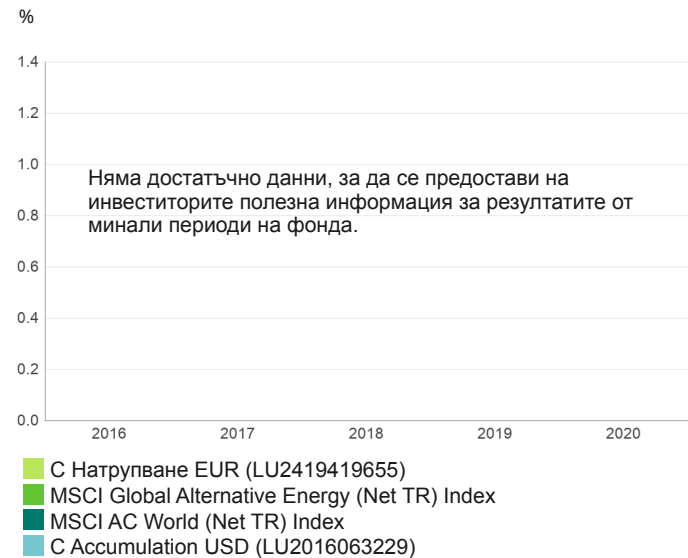 %
1.4
1.2
1.0
0.8
0.6
0.4
0.2
0.0
Няма достатъчно данни, за да се предостави на
инвеститорите полезна информация за резултатите от
минали периоди на фонда.
2016 2017 2018 2019 2020
C Натрупване EUR (LU2419419655)
MSCI Global Alternative Energy (Net TR) Index
MSCI AC World (Net TR) Index
C Accumulation USD (LU2016063229)